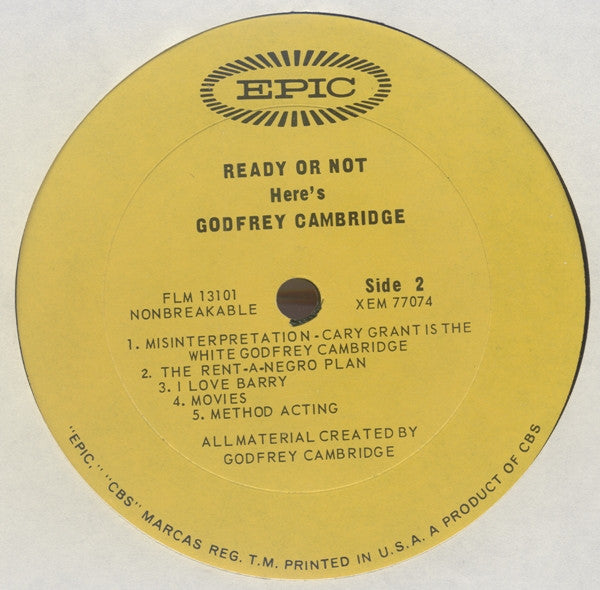 EPIC
READY OR NOT
Here's
GODFREY CAMBRIDGE
FLM 13101
NONBREAKABLE
Side 2
XEM 77074
1. MISINTERPRETATION-CARY GRANT IS THE
WHITE GODFREY CAMBRIDGE
2. THE RENT-A-NEGRO PLAN
3. I LOVE BARRY
4. MOVIES
5. METHOD ACTING
ALL MATERIAL CREATED BY
GODFREY CAMBRIDGE
"EPIC," "CBS" MARCAS REG. T.M. PRINTED IN U.S.A. A PRODUCT OF CBS